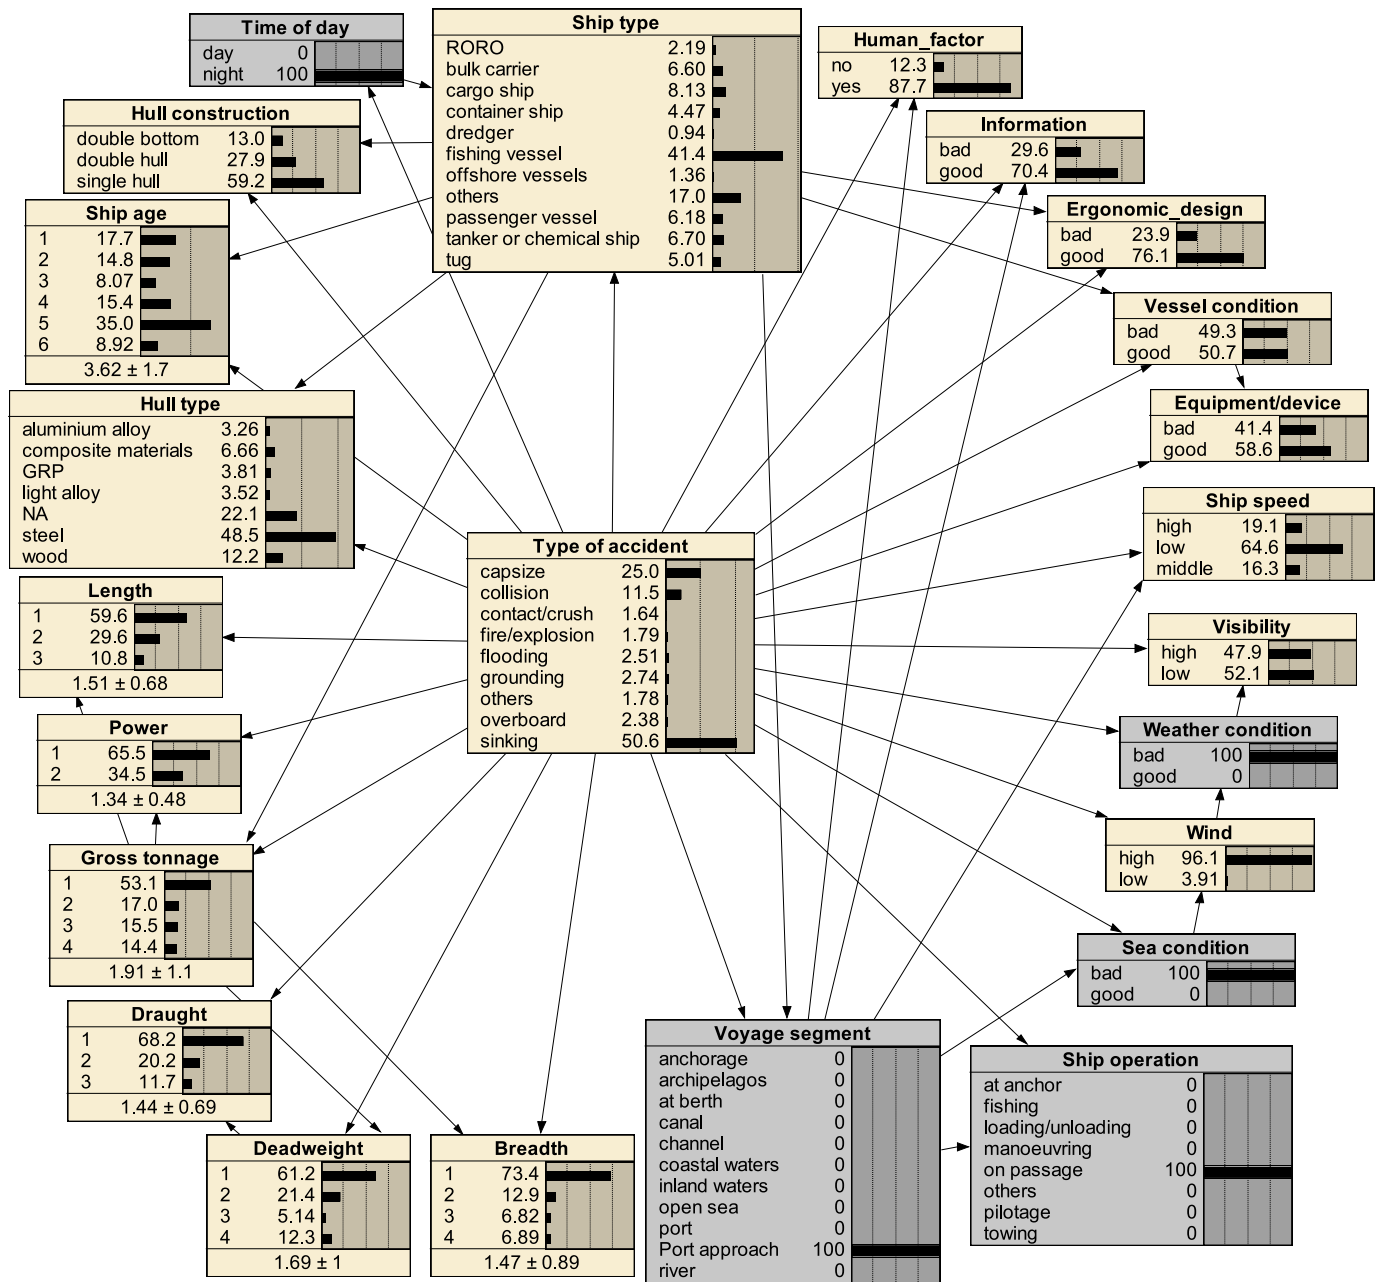 Time of day
day 0
night 100
Ship type
RORO 2.19
bulk carrier 6.60
cargo ship 8.13
container ship 4.47
dredger 0.94
fishing vessel 41.4
offshore vessels 1.36
others 17.0
passenger vessel 6.18
tanker or chemical ship 6.70
tug 5.01
Human_factor
no 12.3
yes 87.7
Hull construction
double bottom 13.0
double hull 27.9
single hull 59.2
Information
bad 29.6
good 70.4
Ship age
1 17.7
2 14.8
3 8.07
4 15.4
5 35.0
6 8.92
3.62 ± 1.7
Ergonomic_design
bad 23.9
good 76.1
Vessel condition
bad 49.3
good 50.7
Hull type
aluminium alloy 3.26
composite materials 6.66
GRP 3.81
light alloy 3.52
NA 22.1
steel 48.5
wood 12.2
Equipment/device
bad 41.4
good 58.6
Ship speed
high 19.1
low 64.6
middle 16.3
Type of accident
capsize 25.0
collision 11.5
contact/crush 1.64
fire/explosion 1.79
flooding 2.51
grounding 2.74
others 1.78
overboard 2.38
sinking 50.6
Length
1 59.6
2 29.6
3 10.8
1.51 ± 0.68
Visibility
high 47.9
low 52.1
Power
1 65.5
2 34.5
1.34 ± 0.48
Weather condition
bad 100
good 0
Wind
high 96.1
low 3.91
Gross tonnage
1 53.1
2 17.0
3 15.5
4 14.4
1.91 ± 1.1
Sea condition
bad 100
good 0
Draught
1 68.2
2 20.2
3 11.7
1.44 ± 0.69
Voyage segment
anchorage 0
archipelagos 0
at berth 0
canal 0
channel 0
coastal waters 0
inland waters 0
open sea 0
port 0
Port approach 100
river 0
Ship operation
at anchor 0
fishing 0
loading/unloading 0
manoeuvring 0
on passage 100
others 0
pilotage 0
towing 0
Deadweight
1 61.2
2 21.4
3 5.14
4 12.3
1.69 ± 1
Breadth
1 73.4
2 12.9
3 6.82
4 6.89
1.47 ± 0.89